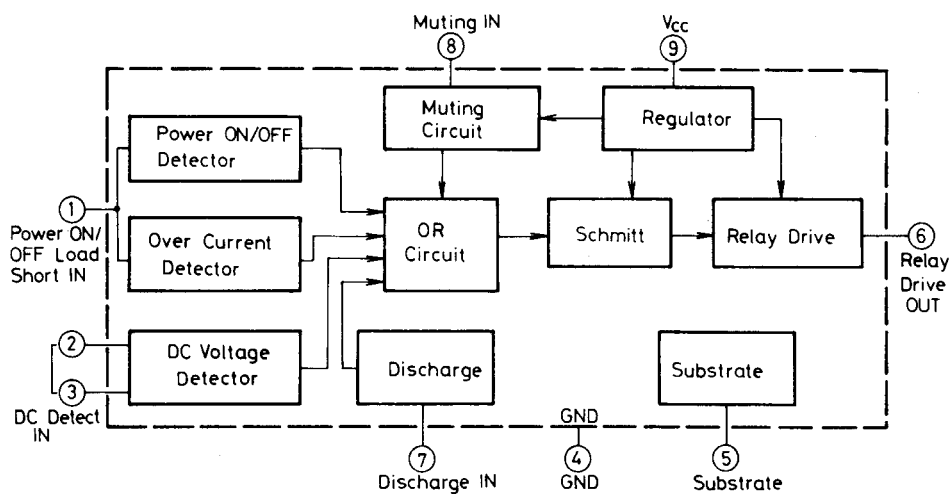 Muting IN
8
Vcc
9
Muting
Circuit
Regulator
Power ON/OFF
Detector
1
Power ON/
OFF Load
Short IN
Over Current
Detector
OR
Circuit
Schmitt
Relay Drive
6
Relay
Drive
OUT
2
3
DC Detect
IN
DC Voltage
Detector
Discharge
Substrate
GND
7
Discharge IN
4
GND
5
Substrate